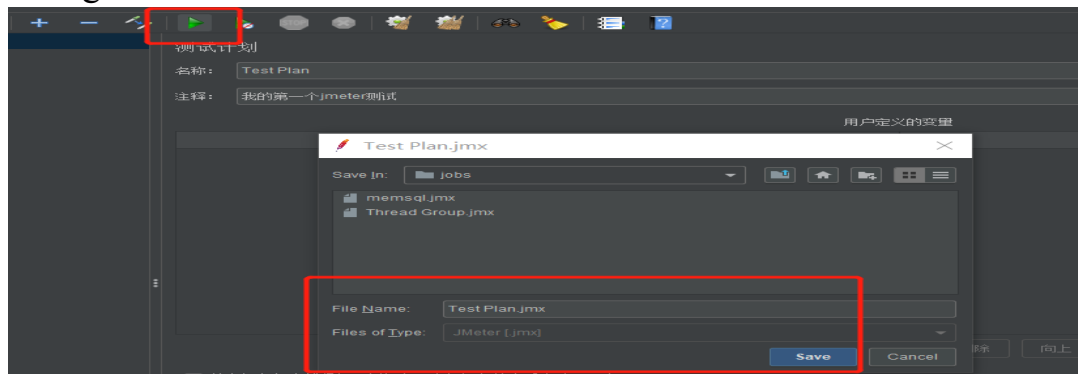 STOP
测试计划
名称： Test Plan
注释： 我的第一个jmeter测试
用户定义的变量
Test Plan.jmx
Save In: jobs
memsql.jmx
Thread Group.jmx
File Name: Test Plan.jmx
Files of Type: JMeter [.jmx]
Save Cancel
除 向上